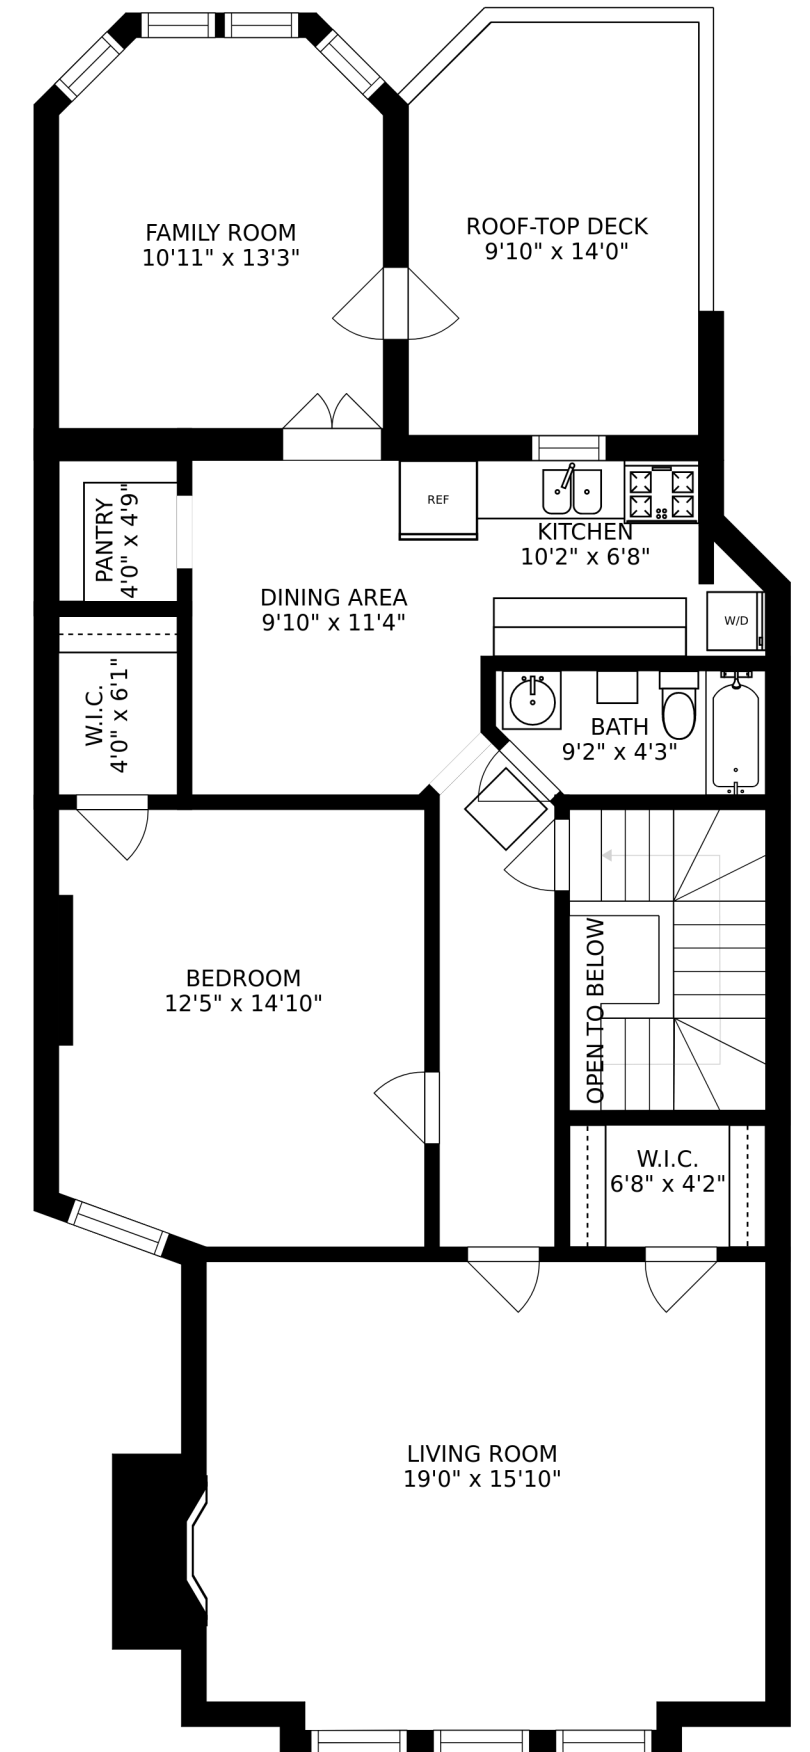 FAMILY ROOM
10'11" x 13'3"
ROOF-TOP DECK
9'10" x 14'0"
PANTRY
4'0" x 4'9"
REF
KITCHEN
10'2" x 6'8"
DINING AREA
9'10" x 11'4"
W/D
W.I.C.
4'0" x 6'1"
BATH
9'2" x 4'3"
BEDROOM
12'5" x 14'10"
OPEN TO BELOW
W.I.C.
6'8" x 4'2"
LIVING ROOM
19'0" x 15'10"